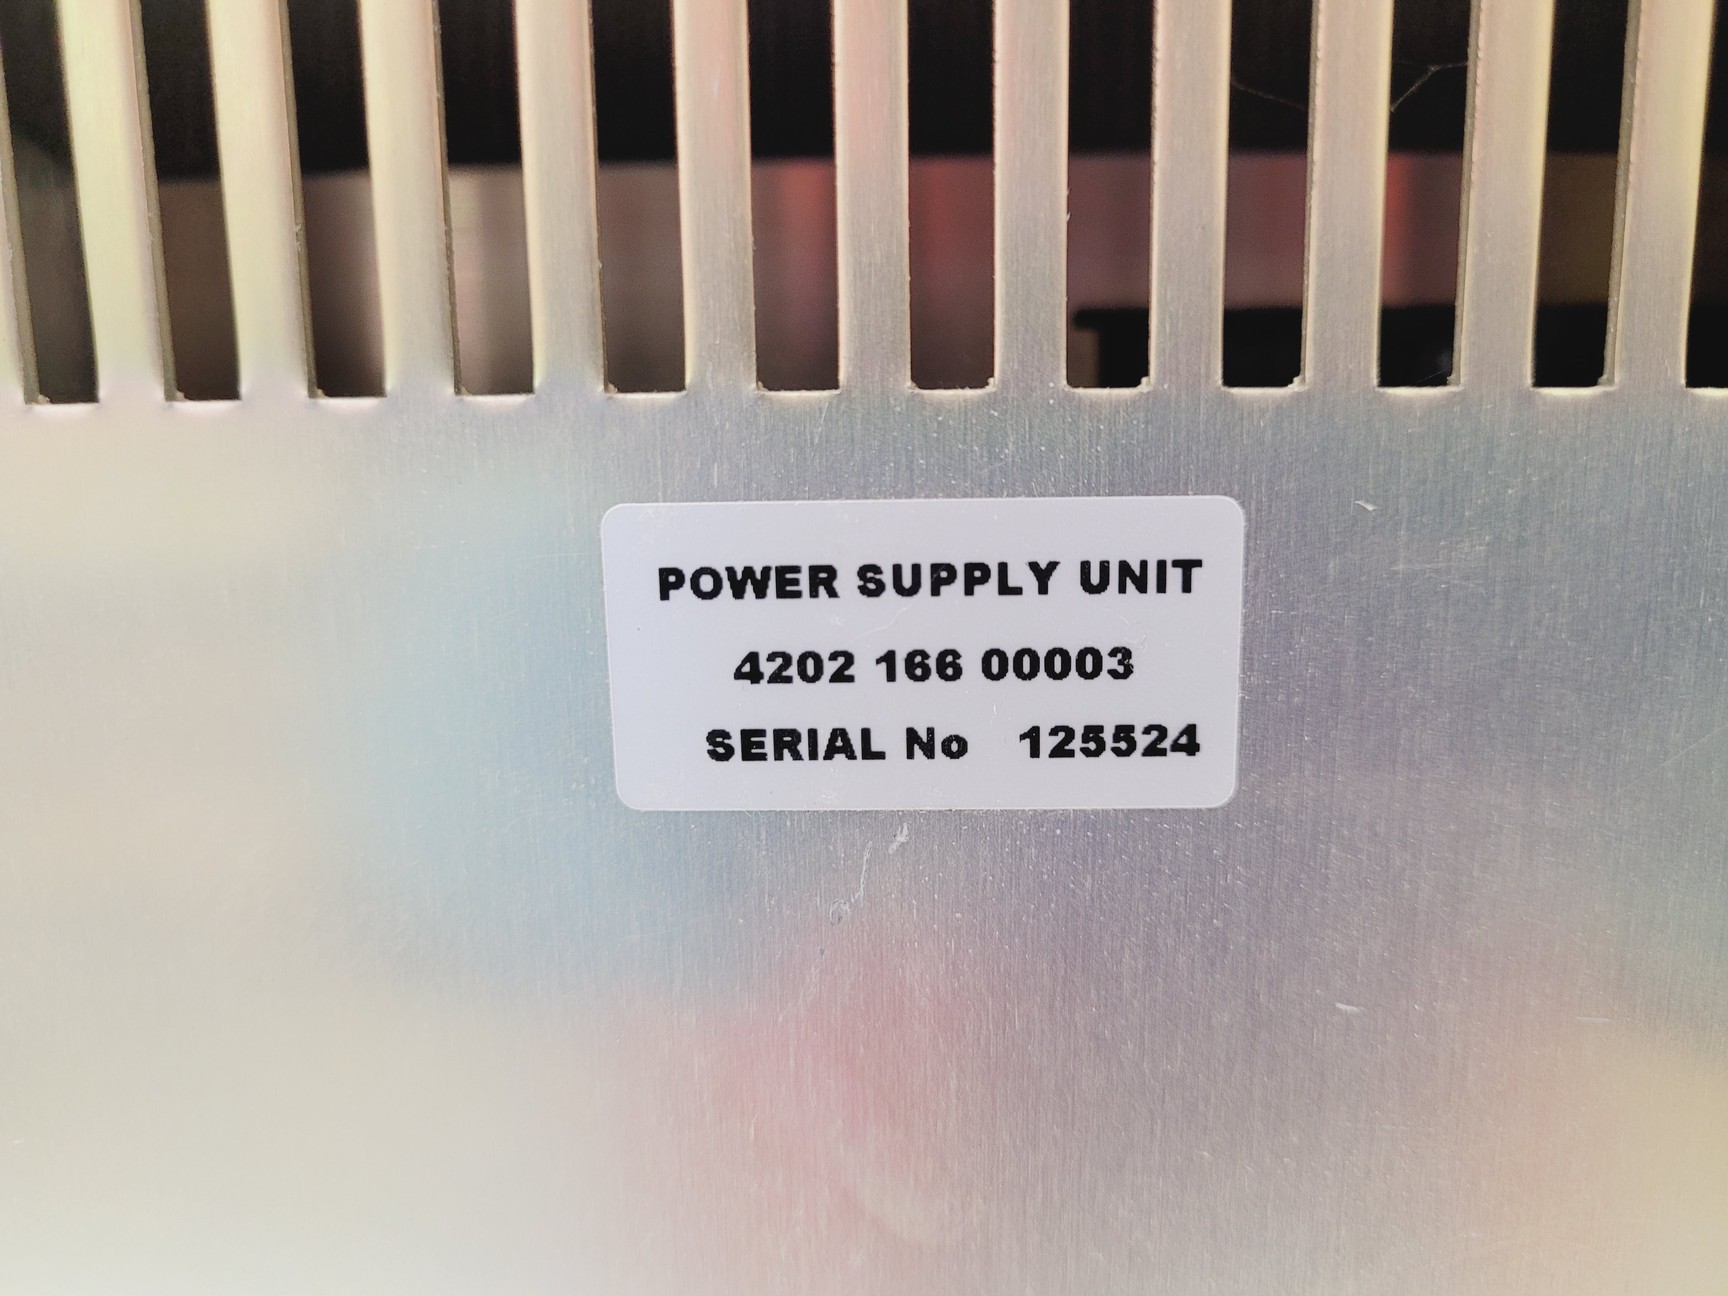 POWER SUPPLY UNIT
4202 166 00003
SERIAL No 125524